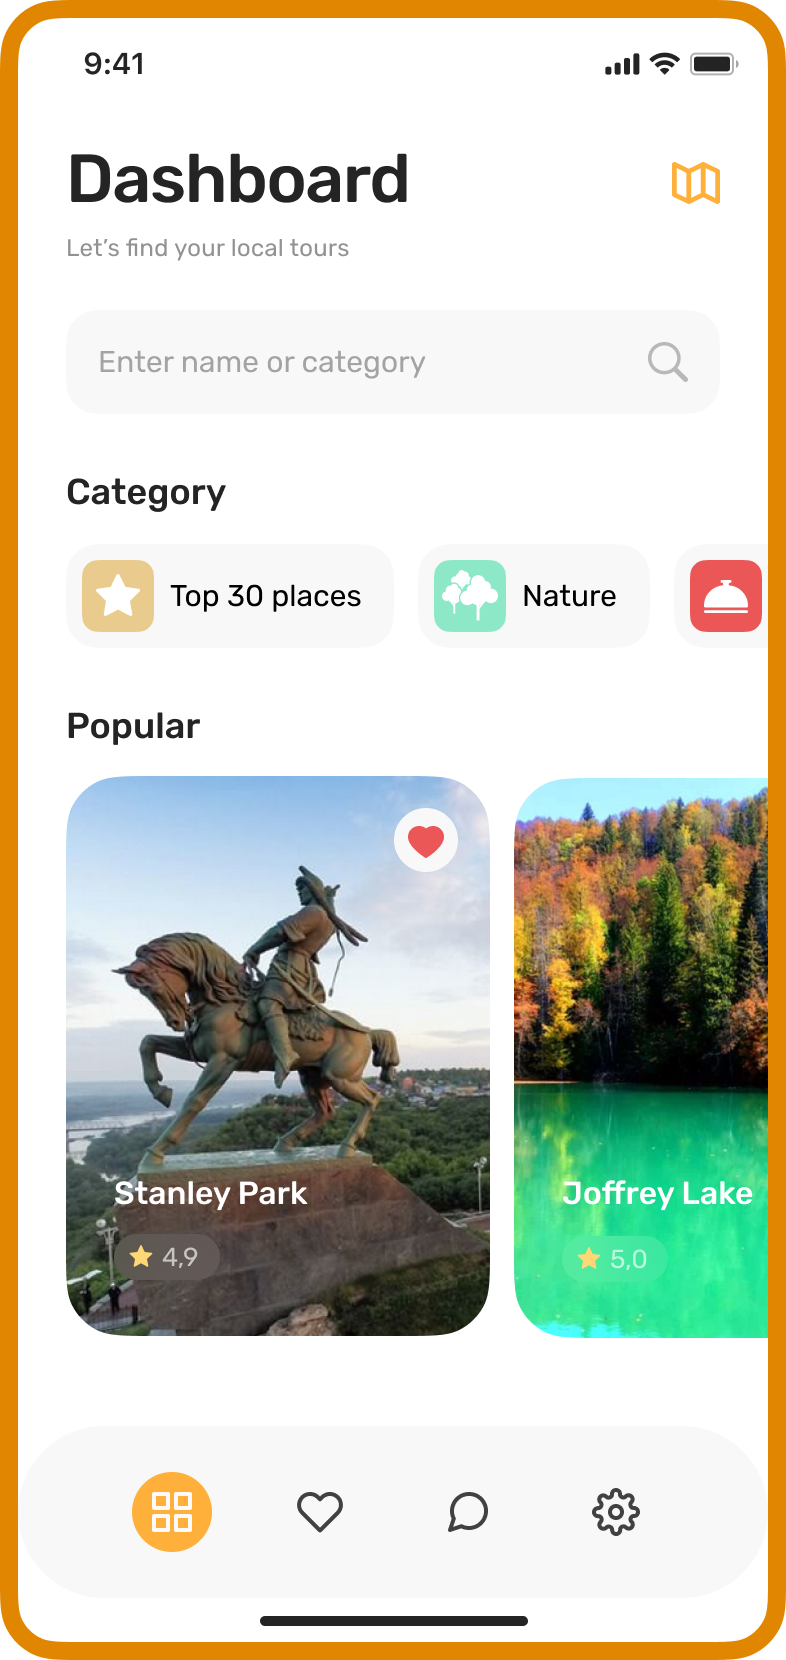 9:41
Dashboard
Let’s find your local tours
Enter name or category
Category
Top 30 places
Nature
Popular
Stanley Park
Joffrey Lake
4,9
5,0